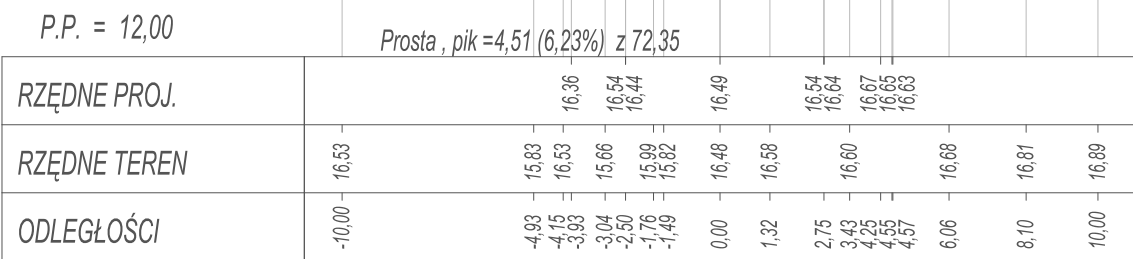 P.P. = 12,00
Prosta , pik =4,51 (6,23%) z 72,35
RZĘDNE PROJ. 16,36 16,54 16,44 16,49 16,54 16,64 16,67 16,65 16,63
RZĘDNE TEREN 16,53 15,83 16,53 15,66 15,99 15,82 16,48 16,58 16,60 16,68 16,81 16,89
ODLEGŁOŚCI -10,00 -4,93 -4,15 -3,93 -3,04 -2,50 -1,76 -1,49 0,00 1,32 2,75 3,43 4,25 4,55 4,57 6,06 8,10 10,00